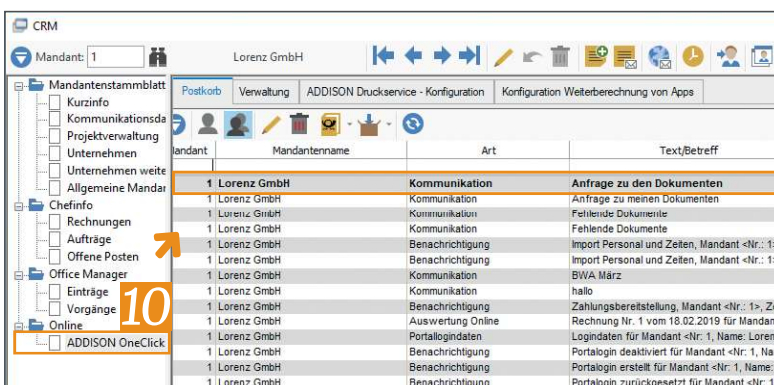 CRM
Mandant: 1 Lorenz GmbH
Mandantenstammblatt
Kurzinfo
Kommunikationsda
Projektverwaltung
Unternehmen
Unternehmen weite
Allgemeine Mandar
Chefinfo
Rechnungen
Aufträge
Offene Posten
Office Manager
Einträge
Vorgänge
Online
ADDISON OneClick
10
Postkorb Verwaltung ADDISON Druckservice - Konfiguration Konfiguration Weiterberechnung von Apps
landant Mandantenname Art Text/Betreff
1 Lorenz GmbH Kommunikation Anfrage zu den Dokumenten
1 Lorenz GmbH Kommunikation Anfrage zu meinen Dokumenten
1 Lorenz GmbH Kommunikation Fehlende Dokumente
1 Lorenz GmbH Kommunikation Fehlende Dokumente
1 Lorenz GmbH Benachrichtigung Import Personal und Zeiten, Mandant <Nr.: 1>
1 Lorenz GmbH Benachrichtigung Import Personal und Zeiten, Mandant <Nr.: 1>
1 Lorenz GmbH Kommunikation BWA März
1 Lorenz GmbH Kommunikation hallo
1 Lorenz GmbH Benachrichtigung Zahlungsbereitstellung, Mandant <Nr.: 1>, Z
1 Lorenz GmbH Auswertung Online Rechnung Nr. 1 vom 18.02.2019 für Mandan
1 Lorenz GmbH Portallogindaten Logindaten für Mandant <Nr: 1, Name: Loren
1 Lorenz GmbH Benachrichtigung Portalogin deaktiviert für Mandant <Nr: 1, Na
1 Lorenz GmbH Benachrichtigung Portalogin erstellt für Mandant <Nr: 1, Name:
1 Lorenz GmbH Benachrichtigung Portalogin zurückgesetzt für Mandant <Nr: 1